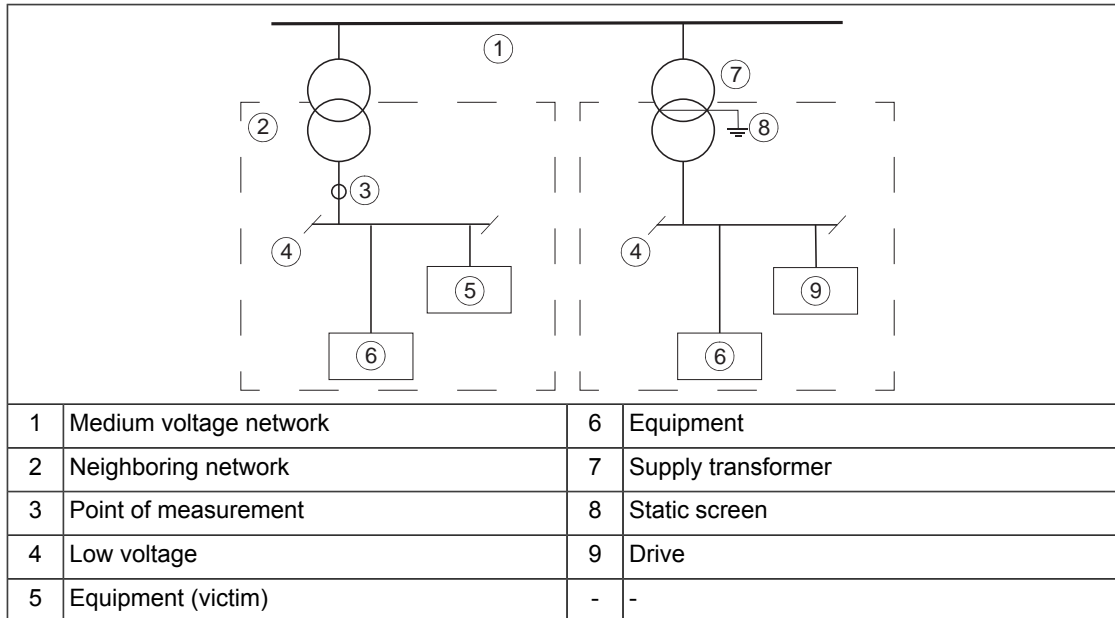 ①
⑦
②
⑧
③
④
④
⑤
⑨
⑥
⑥
1 Medium voltage network 6 Equipment
2 Neighboring network 7 Supply transformer
3 Point of measurement 8 Static screen
4 Low voltage 9 Drive
5 Equipment (victim) - -